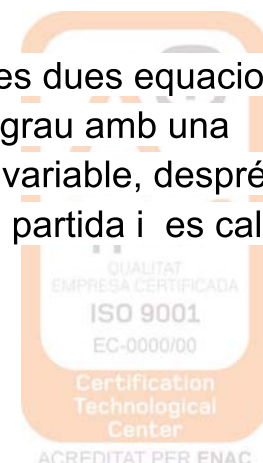 es dues equacio
grau amb una
variable, despré
partida i es cal
QUALITAT
EMPRESA CERTIFICADA
ISO 9001
EC-0000/00
Certification
Technological
Center
ACREDITAT PER ENAC